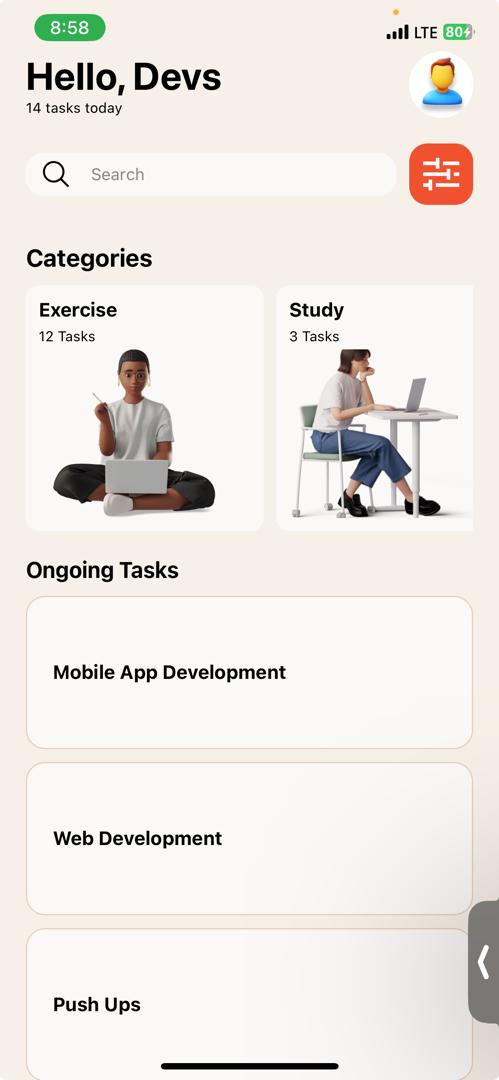 8:58
LTE 80
Hello, Devs
14 tasks today
Search
Categories
Exercise
12 Tasks
Study
3 Tasks
Ongoing Tasks
Mobile App Development
Web Development
Push Ups